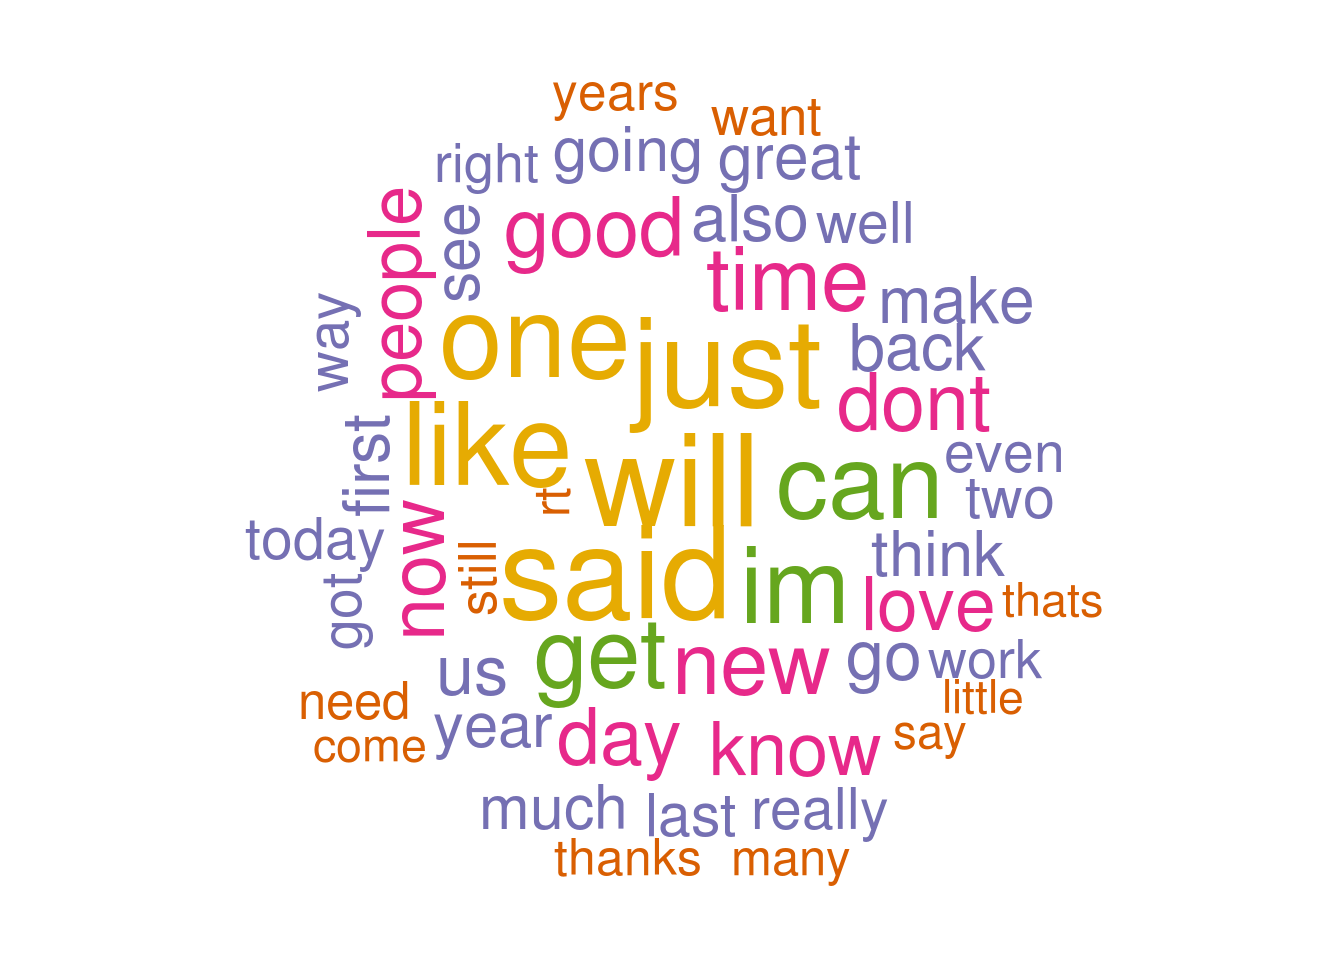 years
want
right
going
great
people
see
good
also
well
time
way
one
just
make
back
first
like
dont
rt
will
can
even
two
today
now
still
said
im
think
got
love
thats
us
get
new
go
work
need
come
year
day
know
little
say
much
last
really
thanks
many